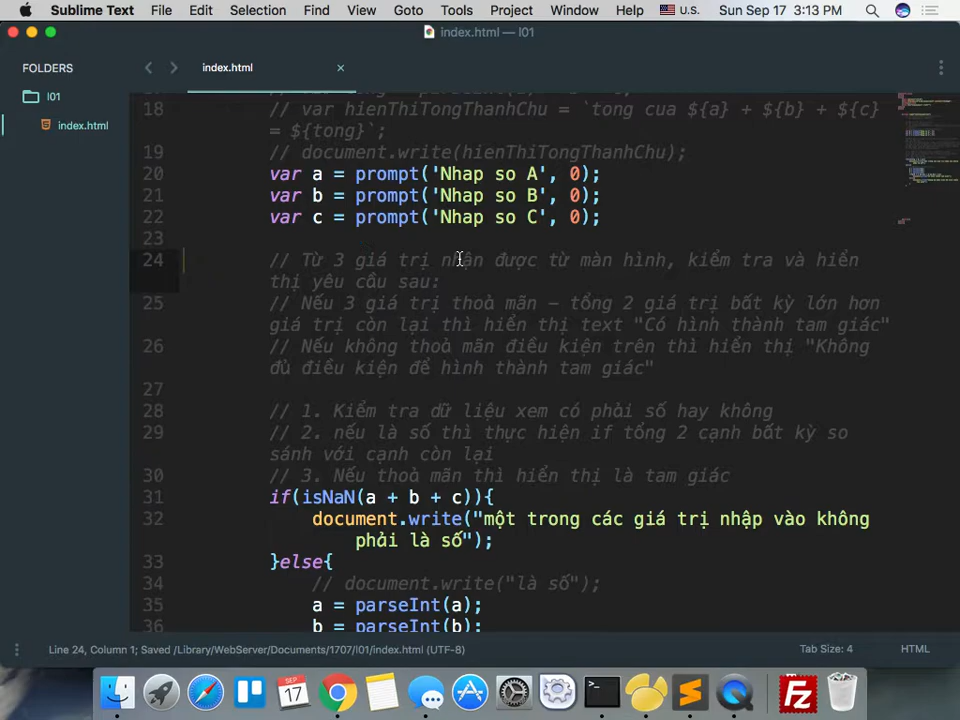 Sublime Text File Edit Selection Find View Goto Tools Project Window Help U.S. Sun Sep 17 3:13 PM
index.html — l01
FOLDERS
index.html
l01
index.html
18 // var hienThiTongThanhChu = `tong cua ${a} + ${b} + ${c}
= ${tong}`;
19 // document.write(hienThiTongThanhChu);
20 var a = prompt('Nhap so A', 0);
21 var b = prompt('Nhap so B', 0);
22 var c = prompt('Nhap so C', 0);
23
24 // Từ 3 giá trị nhận được từ màn hình, kiểm tra và hiển
thị yêu cầu sau:
25 // Nếu 3 giá trị thoả mãn – tổng 2 giá trị bất kỳ lớn hơn
giá trị còn lại thì hiển thị text "Có hình thành tam giác"
26 // Nếu không thoả mãn điều kiện trên thì hiển thị "Không
đủ điều kiện để hình thành tam giác"
27
28 // 1. Kiểm tra dữ liệu xem có phải số hay không
29 // 2. nếu là số thì thực hiện if tổng 2 cạnh bất kỳ so
sánh với cạnh còn lại
30 // 3. Nếu thoả mãn thì hiển thị là tam giác
31 if(isNaN(a + b + c)){
32 document.write("một trong các giá trị nhập vào không
phải là số");
33 }else{
34 // document.write("là số");
35 a = parseInt(a);
36 b = parseInt(b);
Line 24, Column 1; Saved /Library/WebServer/Documents/1707/l01/index.html (UTF-8) Tab Size: 4 HTML
17